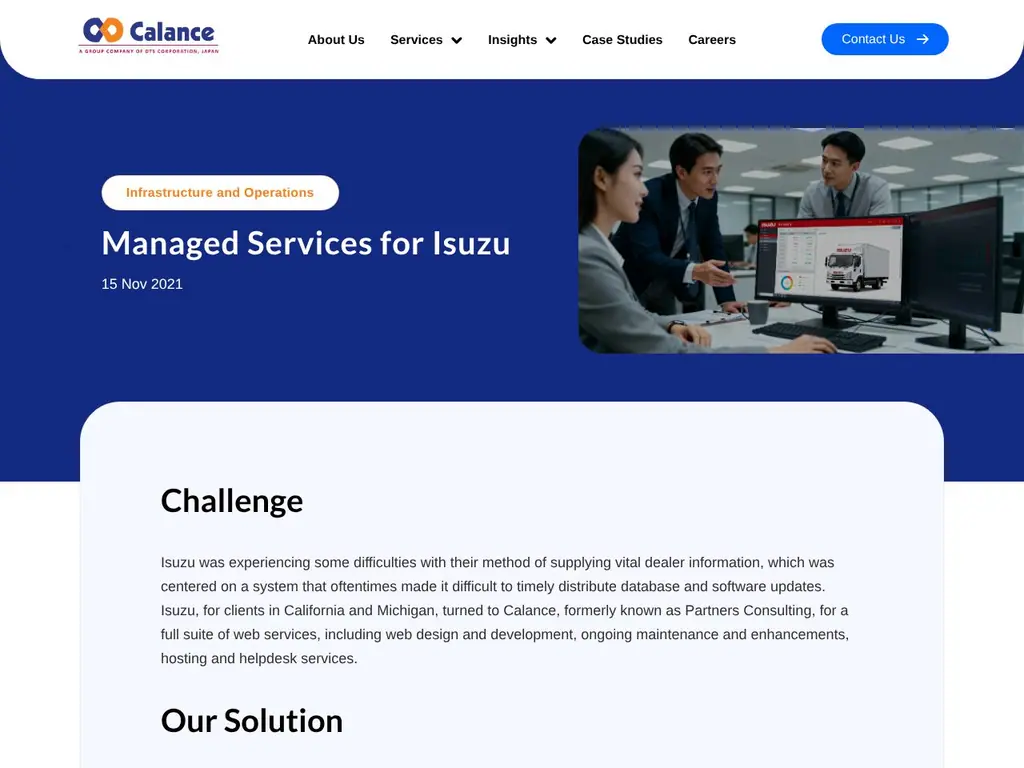 Calance
A GROUP COMPANY OF DTS CORPORATION, JAPAN
About Us
Services
Insights
Case Studies
Careers
Contact Us
Infrastructure and Operations
Managed Services for Isuzu
15 Nov 2021
ISUZU
ISUZU
Challenge
Isuzu was experiencing some difficulties with their method of supplying vital dealer information, which was
centered on a system that oftentimes made it difficult to timely distribute database and software updates.
Isuzu, for clients in California and Michigan, turned to Calance, formerly known as Partners Consulting, for a
full suite of web services, including web design and development, ongoing maintenance and enhancements,
hosting and helpdesk services.
Our Solution